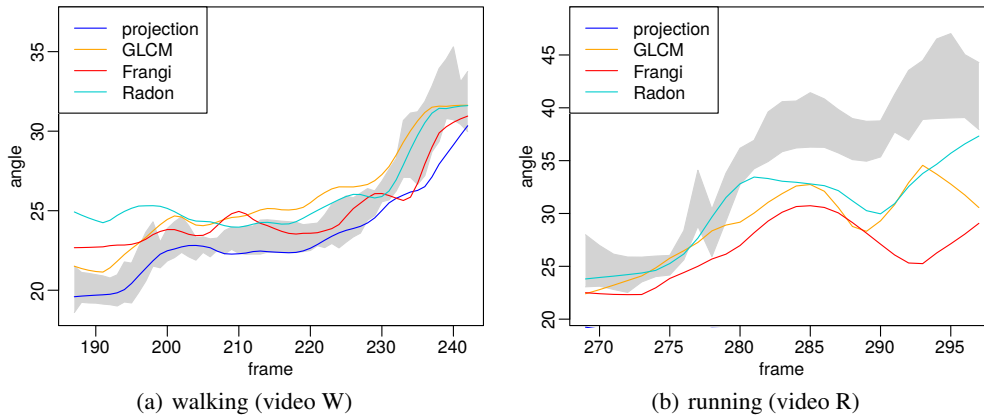 projection
GLCM
Frangi
Radon
angle
20 25 30 35
190 200 210 220 230 240
frame
(a) walking (video W)
projection
GLCM
Frangi
Radon
angle
20 25 30 35 40 45
270 275 280 285 290 295
frame
(b) running (video R)